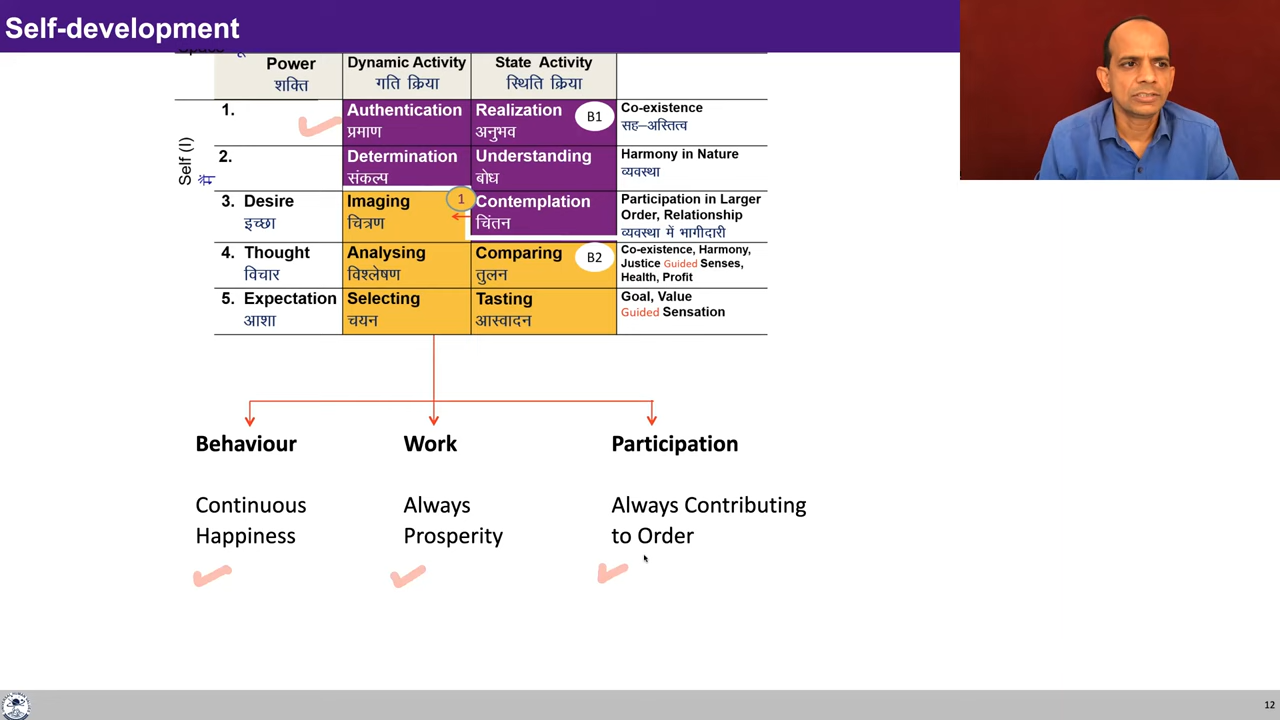 Self-development
Power Dynamic Activity State Activity
शक्ति गति क्रिया स्थिति क्रिया
1. Authentication Realization B1 Co-existence
प्रमाण अनुभव सह–अस्तित्व
Self (I)
मैं
2. Determination Understanding Harmony in Nature
संकल्प बोध व्यवस्था
3. Desire Imaging 1 Contemplation Participation in Larger
Order, Relationship
इच्छा चित्रण चिंतन व्यवस्था में भागीदारी
4. Thought Analysing Comparing B2 Co-existence, Harmony,
Justice Guided Senses,
विचार विश्लेषण तुलन Health, Profit
5. Expectation Selecting Tasting Goal, Value
आशा चयन आस्वादन Guided Sensation
Behaviour Work Participation
Continuous Always Always Contributing
Happiness Prosperity to Order
12